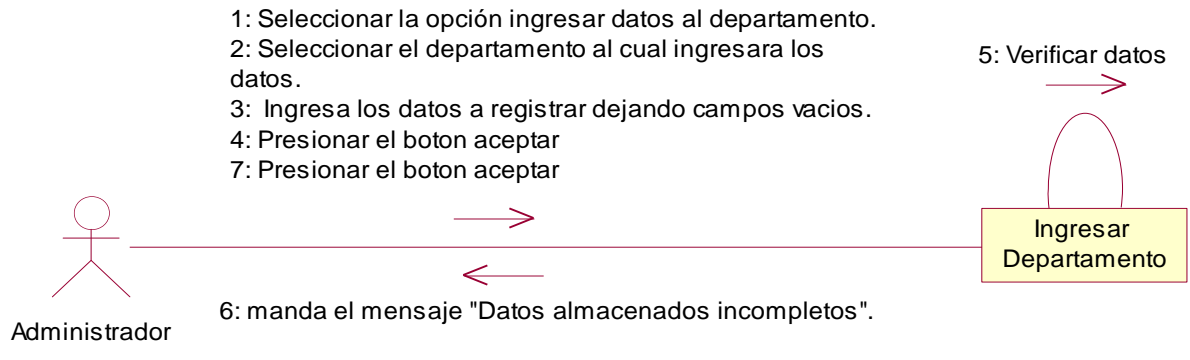 1: Seleccionar la opción ingresar datos al departamento.
2: Seleccionar el departamento al cual ingresara los
datos.
3: Ingresa los datos a registrar dejando campos vacios.
4: Presionar el boton aceptar
7: Presionar el boton aceptar
5: Verificar datos
Ingresar
Departamento
6: manda el mensaje "Datos almacenados incompletos".
Administrador